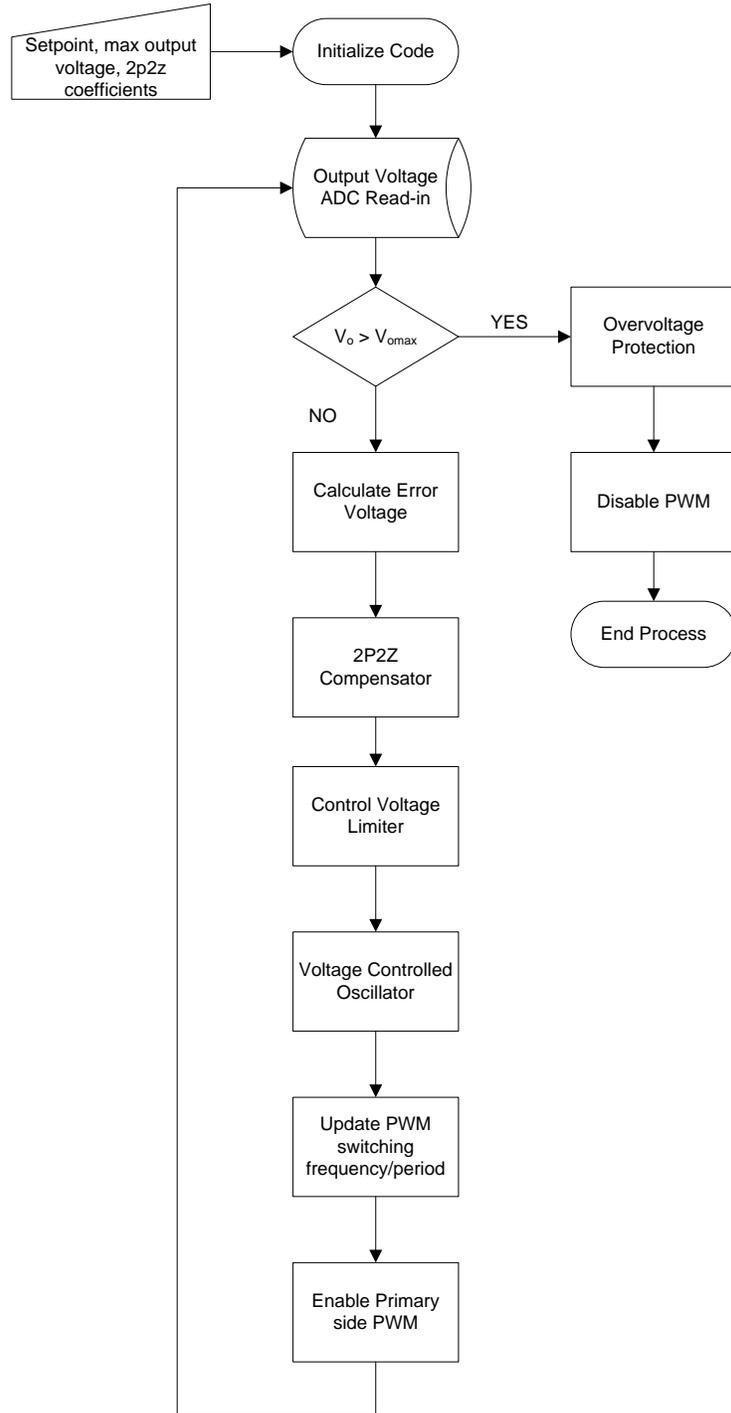 Setpoint, max output
voltage, 2p2z
coefficients
Initialize Code
Output Voltage
ADC Read-in
Vₒ > Vₒₘₐₓ
YES
Overvoltage
Protection
NO
Calculate Error
Voltage
Disable PWM
2P2Z
Compensator
End Process
Control Voltage
Limiter
Voltage Controlled
Oscillator
Update PWM
switching
frequency/period
Enable Primary
side PWM